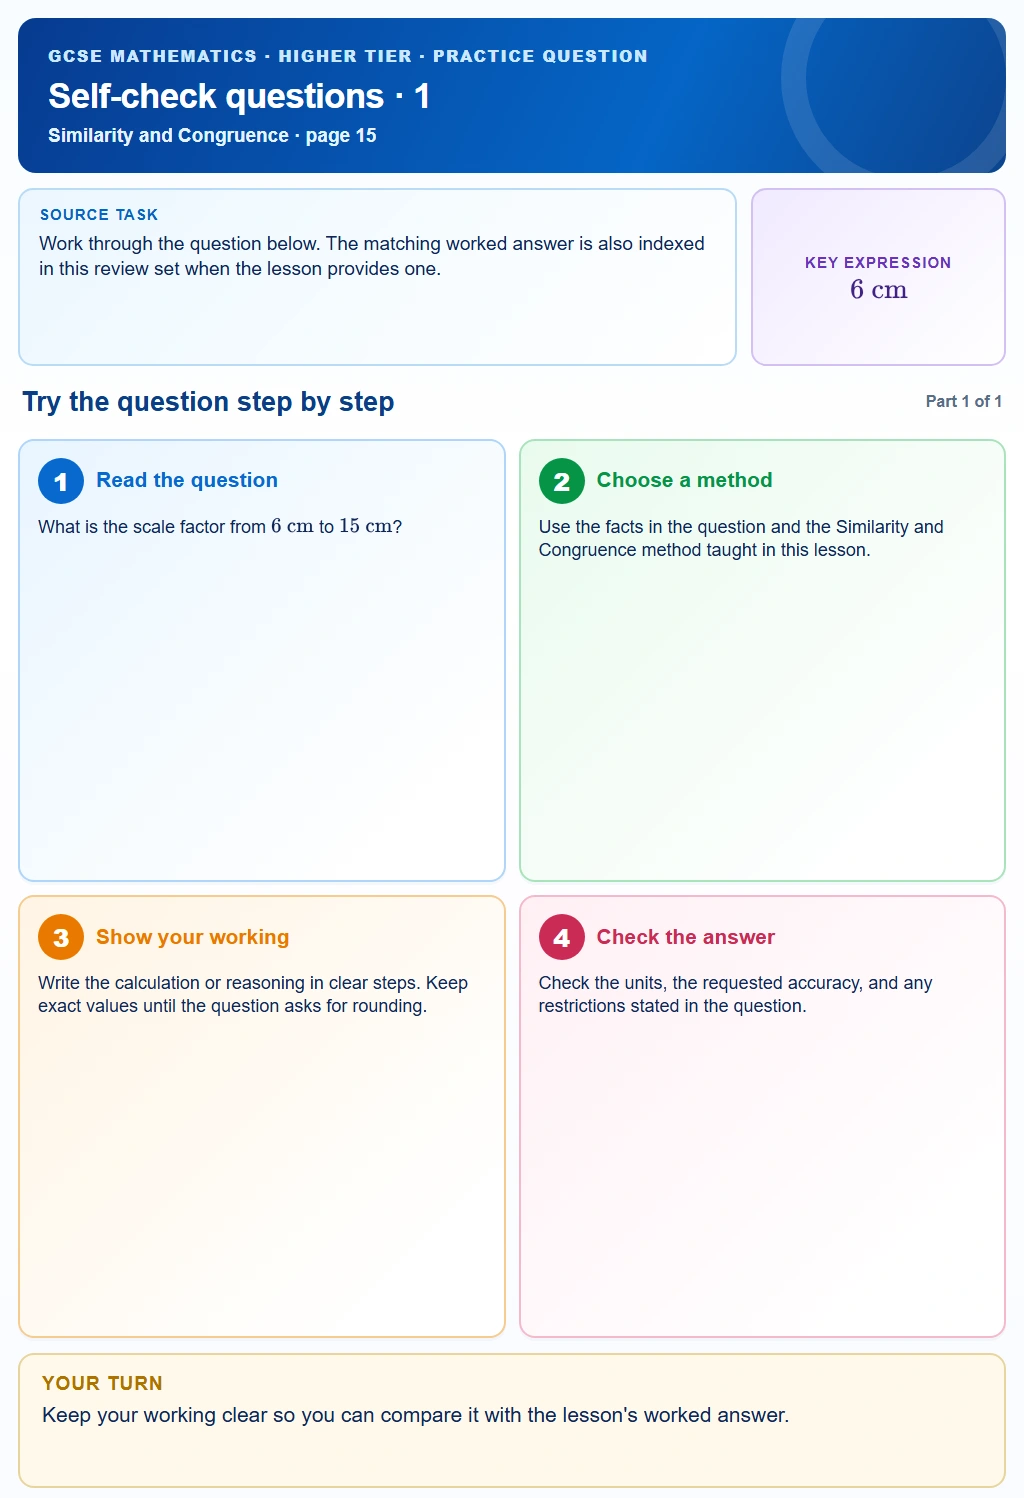 GCSE MATHEMATICS · HIGHER TIER · PRACTICE QUESTION
Self-check questions · 1
Similarity and Congruence · page 15
SOURCE TASK
Work through the question below. The matching worked answer is also indexed
in this review set when the lesson provides one.
KEY EXPRESSION
6 cm
Try the question step by step
Part 1 of 1
1 Read the question
What is the scale factor from 6 cm to 15 cm?
2 Choose a method
Use the facts in the question and the Similarity and
Congruence method taught in this lesson.
3 Show your working
Write the calculation or reasoning in clear steps. Keep
exact values until the question asks for rounding.
4 Check the answer
Check the units, the requested accuracy, and any
restrictions stated in the question.
YOUR TURN
Keep your working clear so you can compare it with the lesson's worked answer.